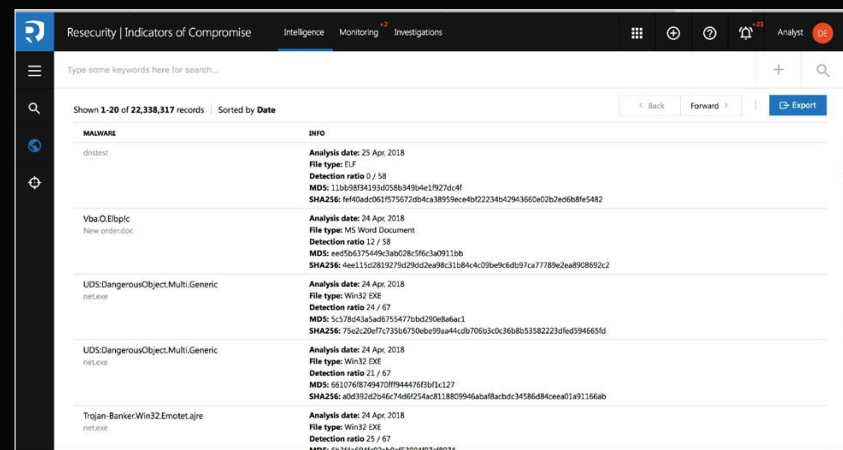 Resecurity | Indicators of Compromise
Intelligence
Monitoring +2
Investigations
+23
Analyst
DE
Type some keywords here for search...
Shown 1-20 of 22,338,317 records
Sorted by Date
< Back
Forward >
Export
MALWARE
INFO
dnstest
Analysis date: 25 Apr, 2018
File type: ELF
Detection ratio 0 / 58
MD5: 11bb98f34193d058b349b4e1f927dc4f
SHA256: fef40adc061f575672db4ca38959ece4bf22234b42943660e02b2ed6b8fe5482
Vba.O.Elbp!c
New order.doc
Analysis date: 24 Apr, 2018
File type: MS Word Document
Detection ratio 12 / 58
MD5: eed5b6375449c3ab028c5f6c3a0911bb
SHA256: 4ee115d2819279d29dd2ea98c31b84c4c09be9c6db97ca77789e2ea8908692c2
UDS:DangerousObject.Multi.Generic
net.exe
Analysis date: 24 Apr, 2018
File type: Win32 EXE
Detection ratio 24 / 67
MD5: 5c578d43a5ad6755477bbd290e8a6ac1
SHA256: 75e2c20ef7c735b6750ebe99aa44cdb706b3c0c36b8b53582223dfed594665fd
UDS:DangerousObject.Multi.Generic
net.exe
Analysis date: 24 Apr, 2018
File type: Win32 EXE
Detection ratio 21 / 67
MD5: 661076f8749470fff944476f3bf1c127
SHA256: a0d392d2b46c74d6f254ac8118809946abaf8acbdc34586d84ceea01a91166ab
Trojan-Banker.Win32.Emotet.ajre
net.exe
Analysis date: 24 Apr, 2018
File type: Win32 EXE
Detection ratio 25 / 67
MD5: